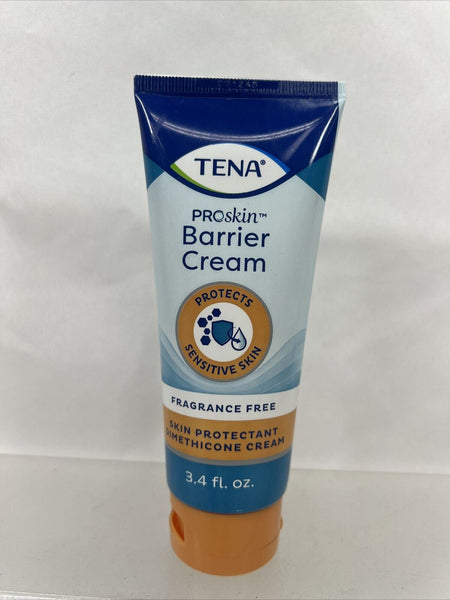 TENA®
PROskin™
Barrier
Cream
PROTECTS
SENSITIVE SKIN
FRAGRANCE FREE
SKIN PROTECTANT
DIMETHICONE CREAM
3.4 fl. oz.